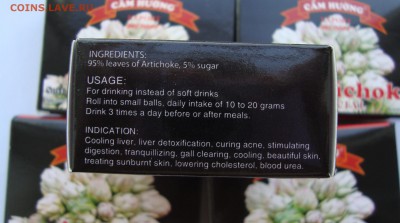 COINS.LAVE.RU
CẨM HƯƠNG
INGREDIENTS:
95% leaves of Artichoke, 5% sugar
USAGE:
For drinking instead of soft drinks
Roll into small balls, daily intake of 10 to 20 grams
Drink 3 times a day before or after meals.
INDICATION:
Cooling liver, liver detoxification, curing acne, stimulating
digestion, tranquillizing, gall clearing, cooling, beautiful skin,
treating sunburnt skin, lowering cholesterol, blood urea.